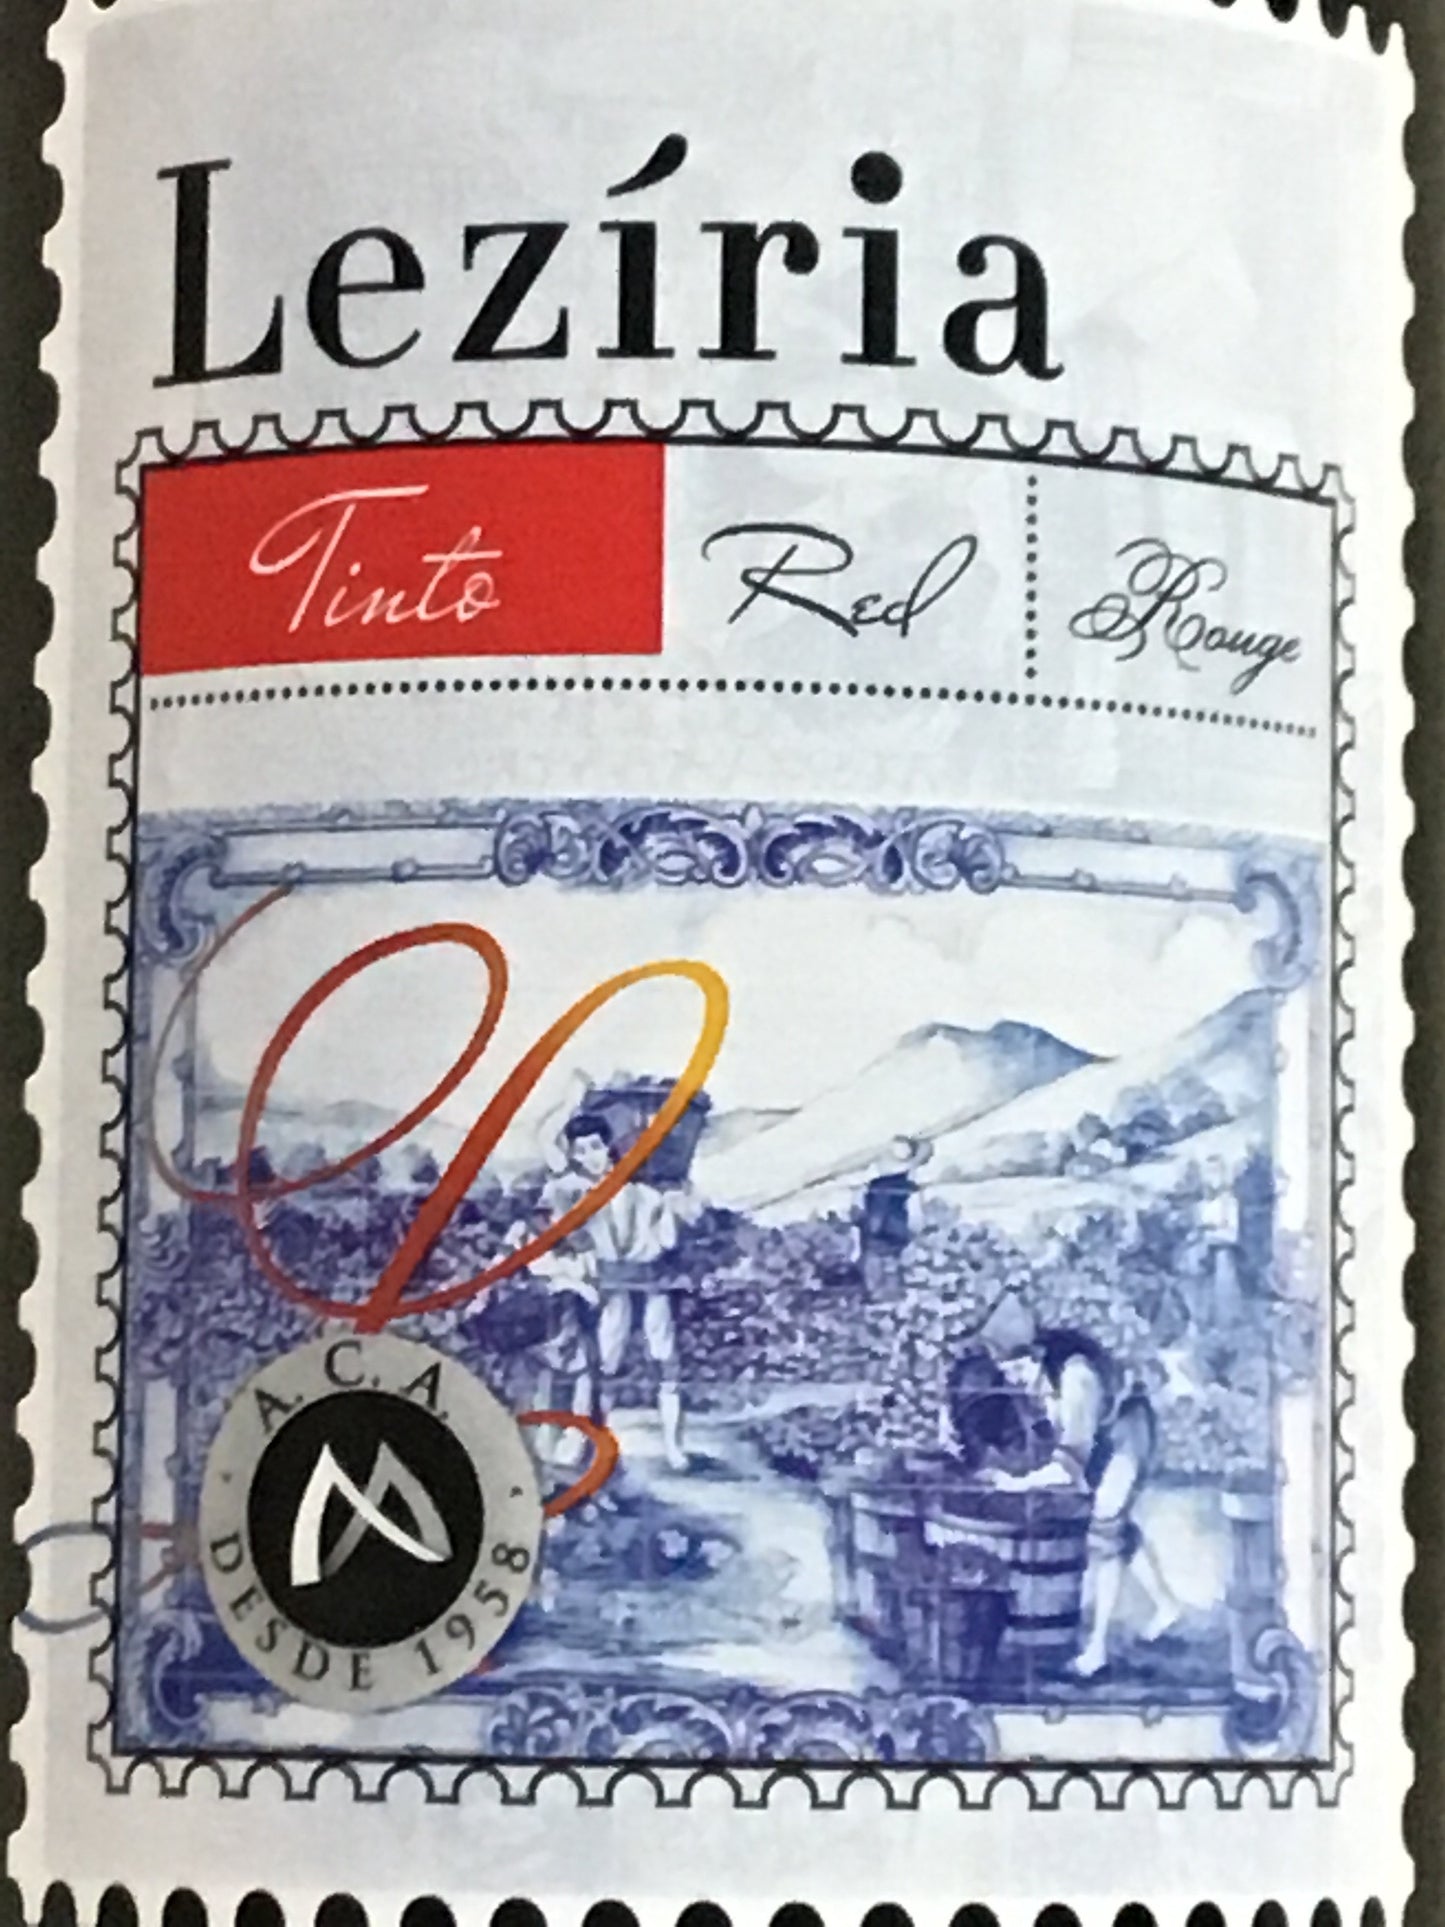 Lezíria
Tinto Red Rouge
A. C. A.
DESDE 1958